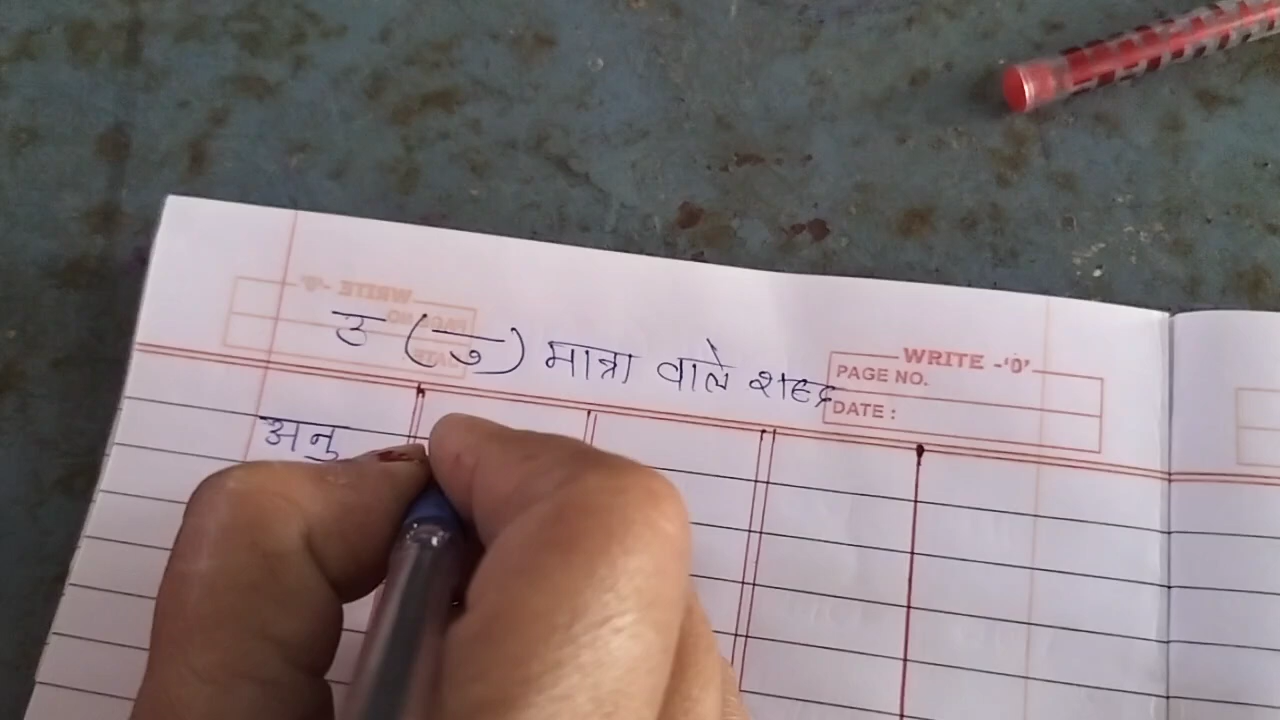 उ (ु) मात्रा वाले शब्द
WRITE -'0'
PAGE NO.
DATE :
अनु